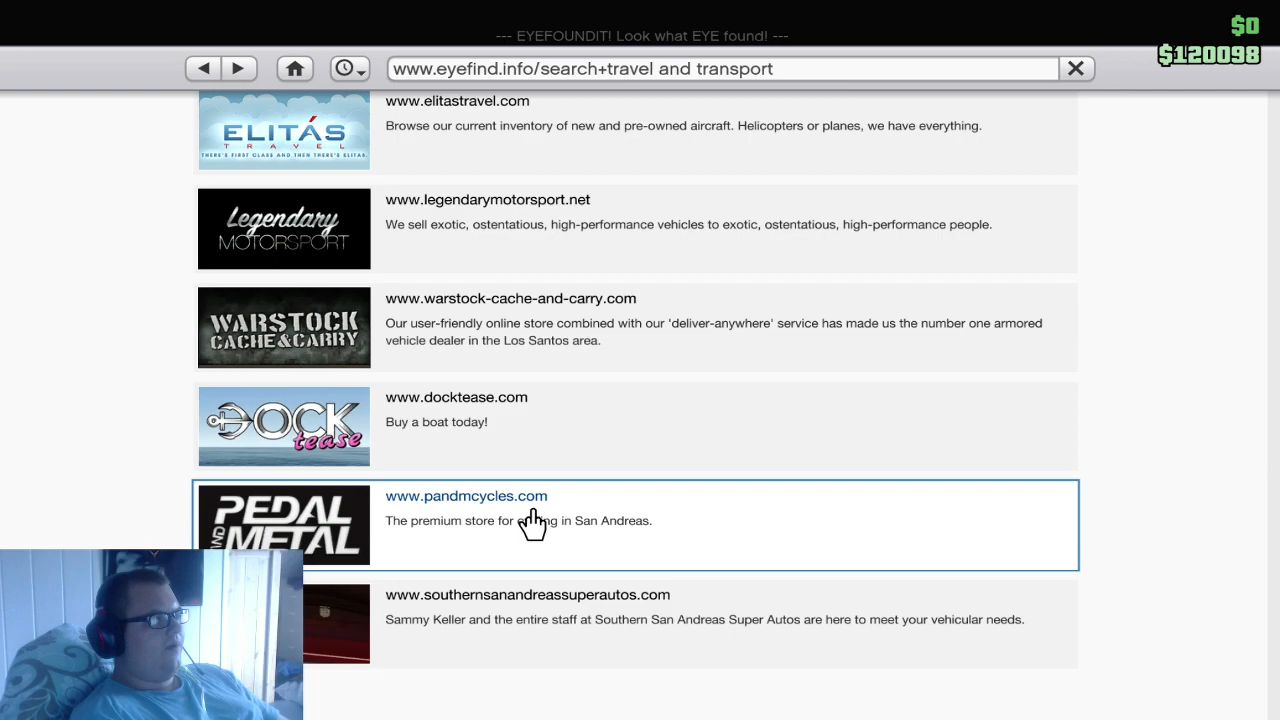 --- EYEFOUNDIT! Look what EYE found! ---
$0
$120098
www.eyefind.info/search+travel and transport
www.elitastravel.com
Browse our current inventory of new and pre-owned aircraft. Helicopters or planes, we have everything.
ELITÁS
TRAVEL
THERE'S FIRST CLASS AND THEN THERE'S ELITAS.
www.legendarymotorsport.net
We sell exotic, ostentatious, high-performance vehicles to exotic, ostentatious, high-performance people.
Legendary
MOTORSPORT
www.warstock-cache-and-carry.com
Our user-friendly online store combined with our 'deliver-anywhere' service has made us the number one armored
vehicle dealer in the Los Santos area.
WARSTOCK
CACHE&CARRY
www.docktease.com
Buy a boat today!
DOCK
tease
www.pandmcycles.com
The premium store for in San Andreas.
PEDAL
AND METAL
www.southernsanandreassuperautos.com
Sammy Keller and the entire staff at Southern San Andreas Super Autos are here to meet your vehicular needs.